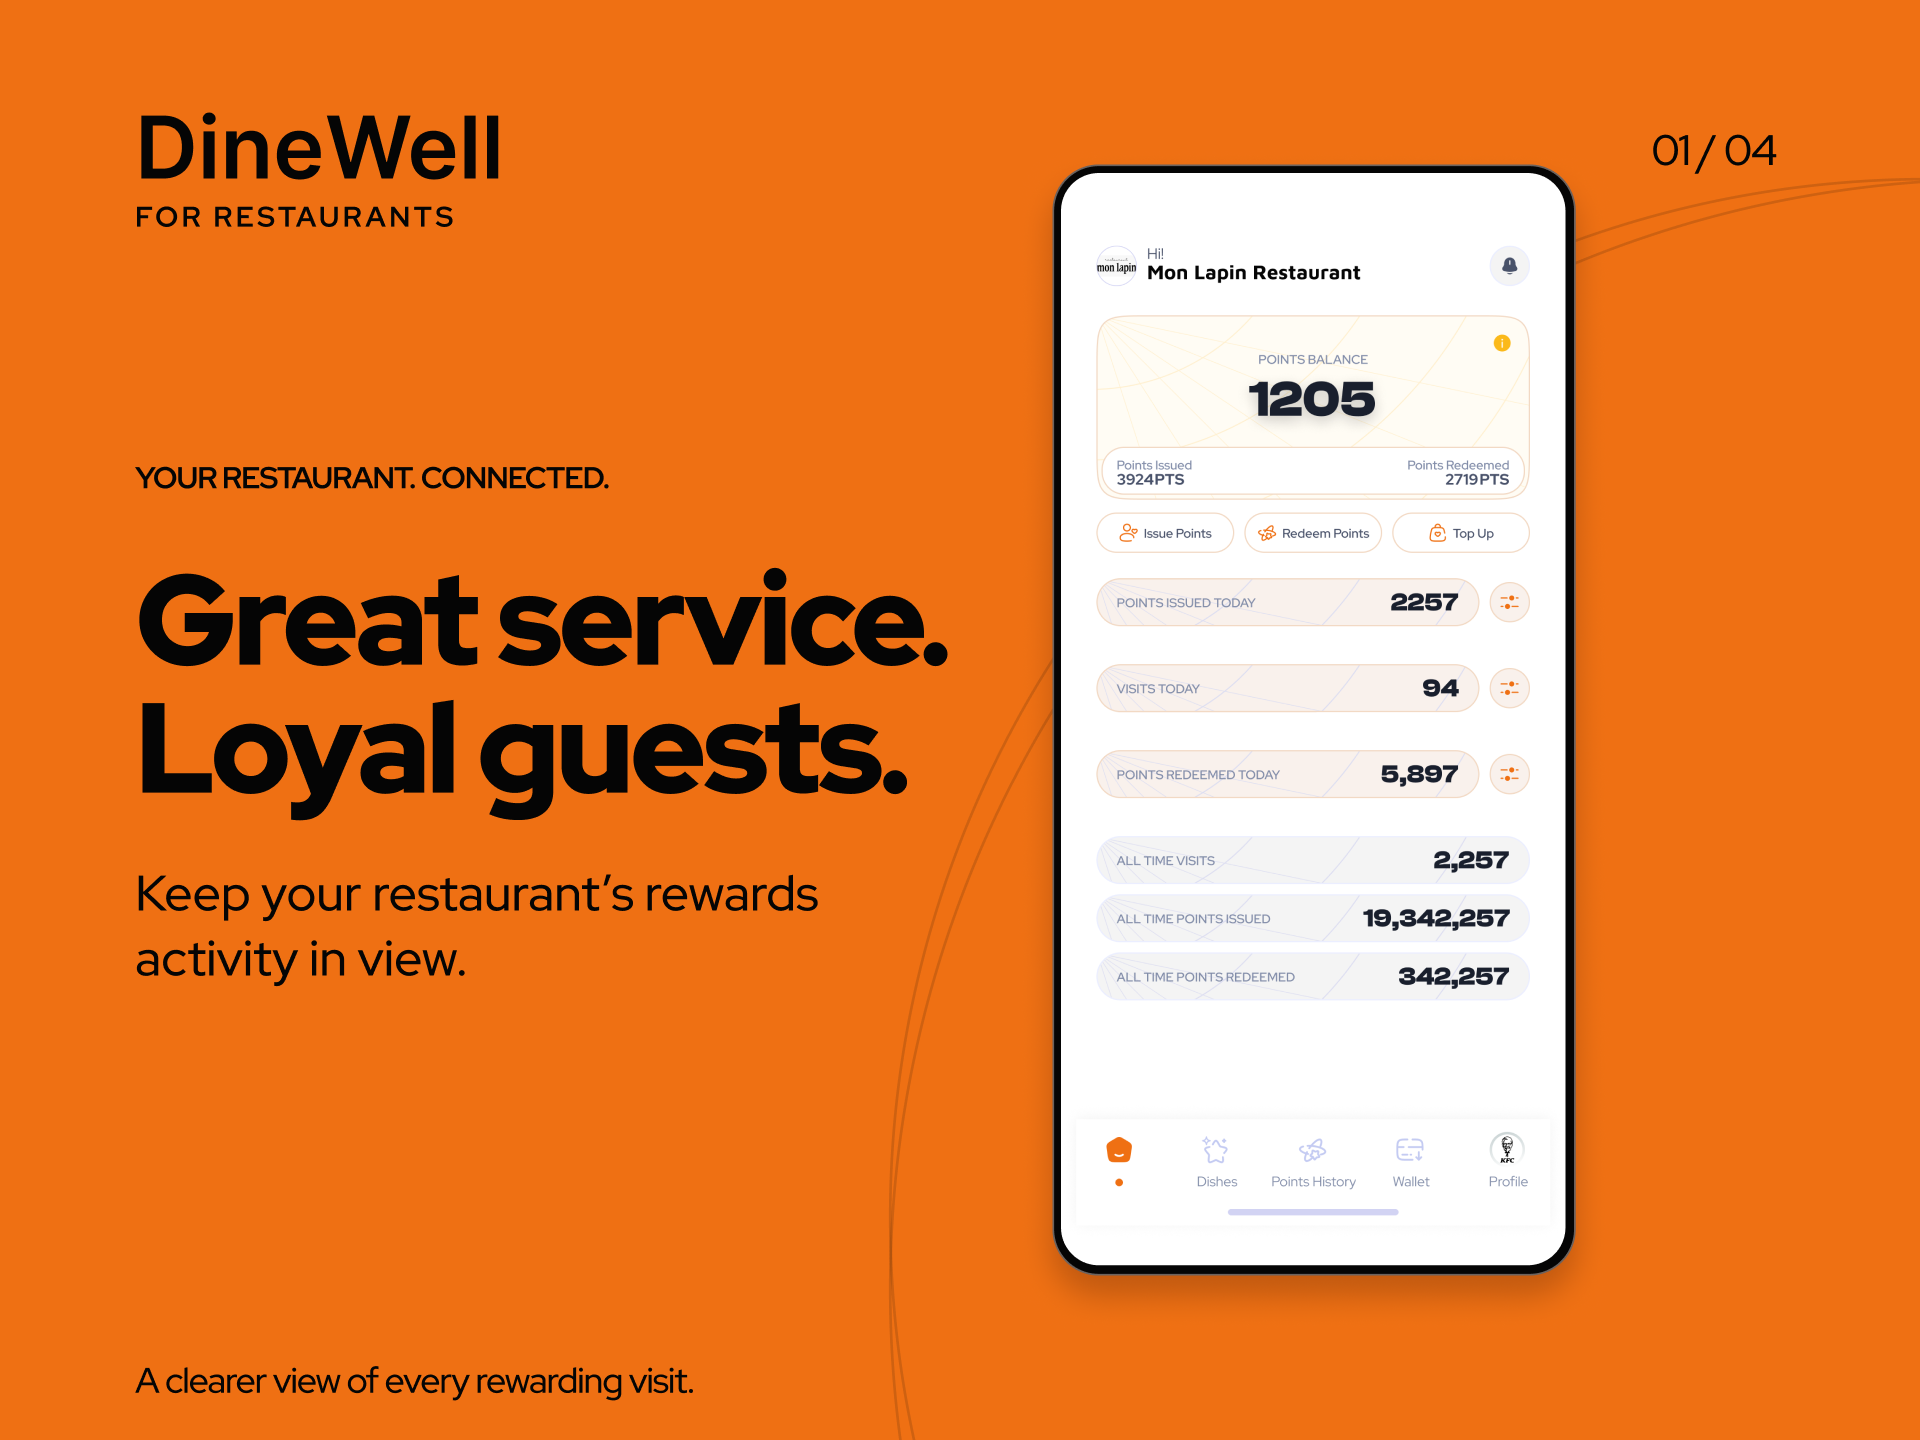 DineWell
FOR RESTAURANTS
01 / 04
YOUR RESTAURANT. CONNECTED.
Great service.
Loyal guests.
Keep your restaurant’s rewards
activity in view.
A clearer view of every rewarding visit.
mon lapin
Hi!
Mon Lapin Restaurant
POINTS BALANCE
1205
Points Issued
3924PTS
Points Redeemed
2719PTS
Issue Points
Redeem Points
Top Up
POINTS ISSUED TODAY
2257
VISITS TODAY
94
POINTS REDEEMED TODAY
5,897
ALL TIME VISITS
2,257
ALL TIME POINTS ISSUED
19,342,257
ALL TIME POINTS REDEEMED
342,257
KFC
Dishes
Points History
Wallet
Profile